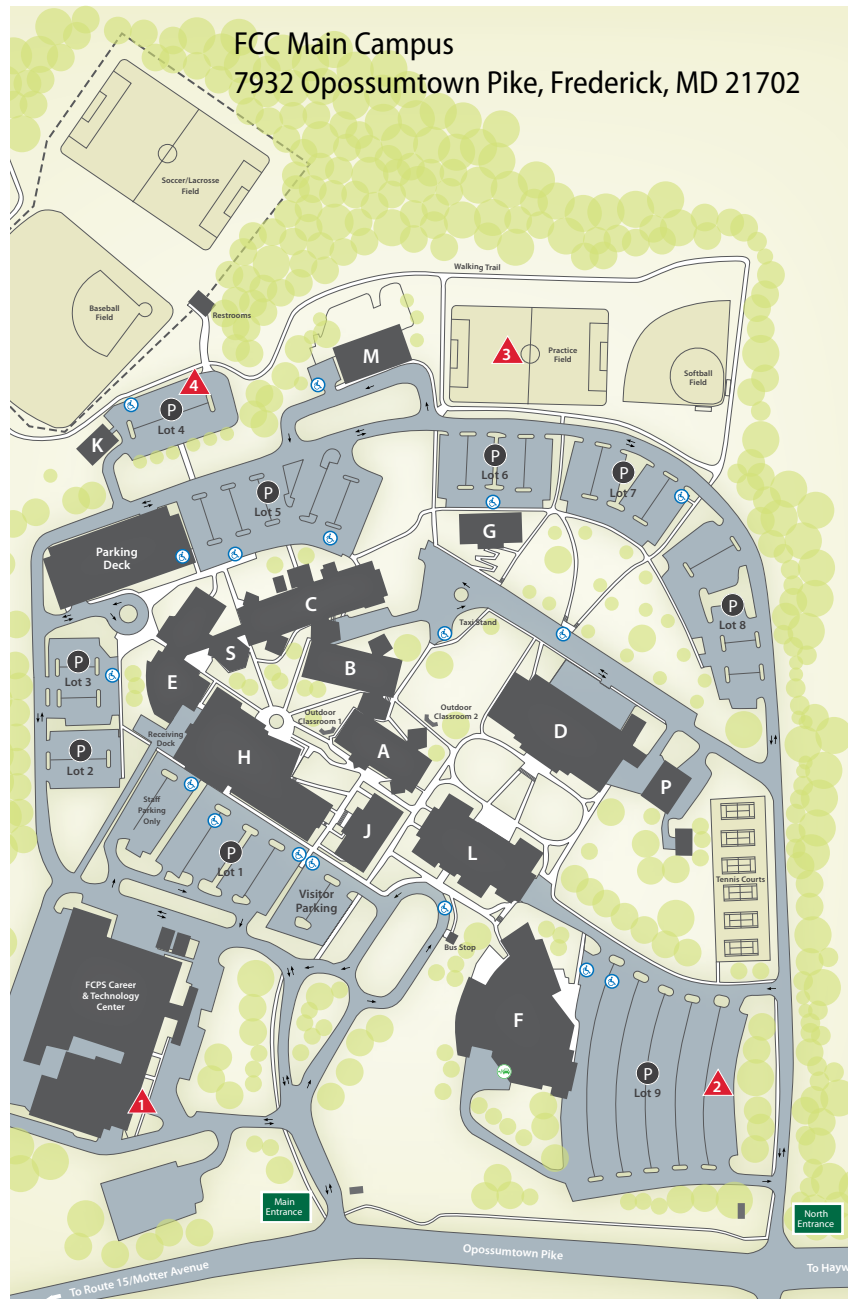 FCC Main Campus
7932 Opossumtown Pike, Frederick, MD 21702
Soccer/Lacrosse
Field
Walking Trail
Baseball
Field
Restrooms
M
3
Practice
Field
Softball
Field
4
P
Lot 4
K
P
Lot 5
P
Lot 6
P
Lot 7
G
Parking
Deck
C
Taxi Stand
P
Lot 8
S
B
E
P
Lot 3
Outdoor
Classroom 1
Outdoor
Classroom 2
D
Receiving
Dock
P
Lot 2
H
A
P
Staff
Parking
Only
J
L
P
Lot 1
Tennis Courts
Visitor
Parking
Bus Stop
FCPS Career
& Technology
Center
F
P
Lot 9
2
1
Main
Entrance
North
Entrance
Opossumtown Pike
To Route 15/Motter Avenue
To Hayw